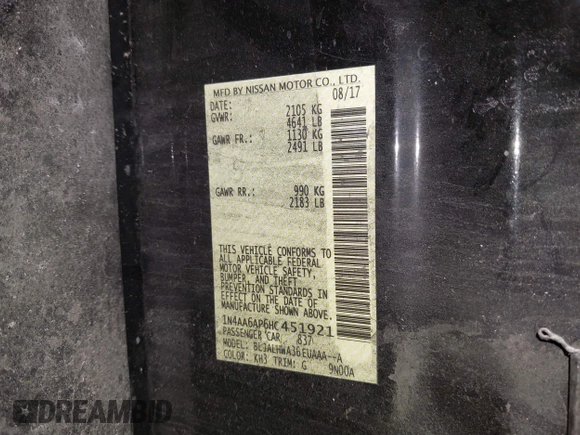 MFD BY NISSAN MOTOR CO., LTD.
DATE: 08/17
GVWR: 2105 KG
4641 LB
GAWR FR.: 1130 KG
2491 LB
GAWR RR.: 990 KG
2183 LB
THIS VEHICLE CONFORMS TO
ALL APPLICABLE FEDERAL
MOTOR VEHICLE SAFETY,
BUMPER, AND THEFT
PREVENTION STANDARDS IN
EFFECT ON THE DATE OF
MANUFACTURE SHOWN ABOVE.
1N4AA6AP6HC451921
PASSENGER CAR 837
MODEL: BL3ALHWA36EUAAA--A
COLOR: KH3 TRIM: G 9N00A
DREAMBID